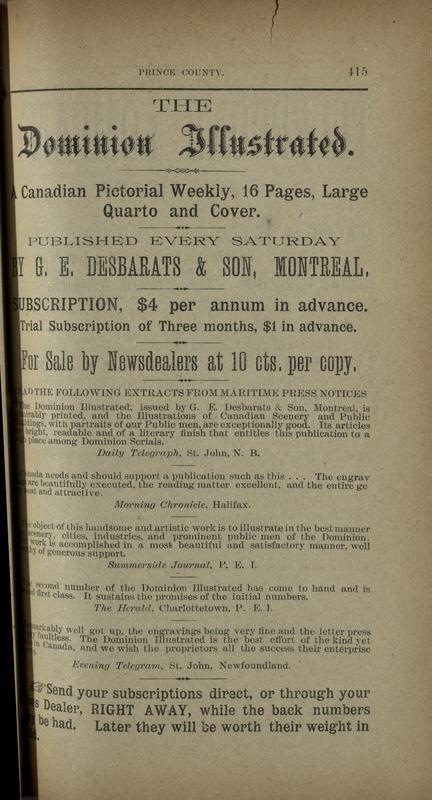 PRINCE COUNTY. 415
THE
Dominion Illustrated.
A Canadian Pictorial Weekly, 16 Pages, Large
Quarto and Cover.
PUBLISHED EVERY SATURDAY
BY G. E. DESBARATS & SON, MONTREAL.
SUBSCRIPTION, $4 per annum in advance.
Trial Subscription of Three months, $1 in advance.
For Sale by Newsdealers at 10 cts. per copy.
AD THE FOLLOWING EXTRACTS FROM MARITIME PRESS NOTICES
he Dominion Illustrated, issued by G. E. Desbarats & Son, Montreal, is
irably printed, and the Illustrations of Canadian Scenery and Public
dings, with portraits of our Public men, are exceptionally good. Its articles
bright, readable and of a literary finish that entitles this publication to a
place among Dominion Serials.
Daily Telegraph, St. John, N. B.
nada needs and should support a publication such as this . . . The engrav
are beautifully executed, the reading matter excellent, and the entire ge
eat and attractive.
Morning Chronicle, Halifax.
object of this handsome and artistic work is to illustrate in the best manner
scenery, cities, industries, and prominent public men of the Dominion.
work is accomplished in a most beautiful and satisfactory manner, well
hy of generous support.
Summerside Journal, P. E. I.
second number of the Dominion Illustrated has come to hand and is
first class. It sustains the promises of the initial numbers.
The Herald, Charlottetown, P. E. I.
markably well got up, the engravings being very fine and the letter press
faultless. The Dominion Illustrated is the best effort of the kind yet
in Canada, and we wish the proprietors all the success their enterprise
Evening Telegram, St. John, Newfoundland.
☞Send your subscriptions direct, or through your
s Dealer, RIGHT AWAY, while the back numbers
be had. Later they will be worth their weight in